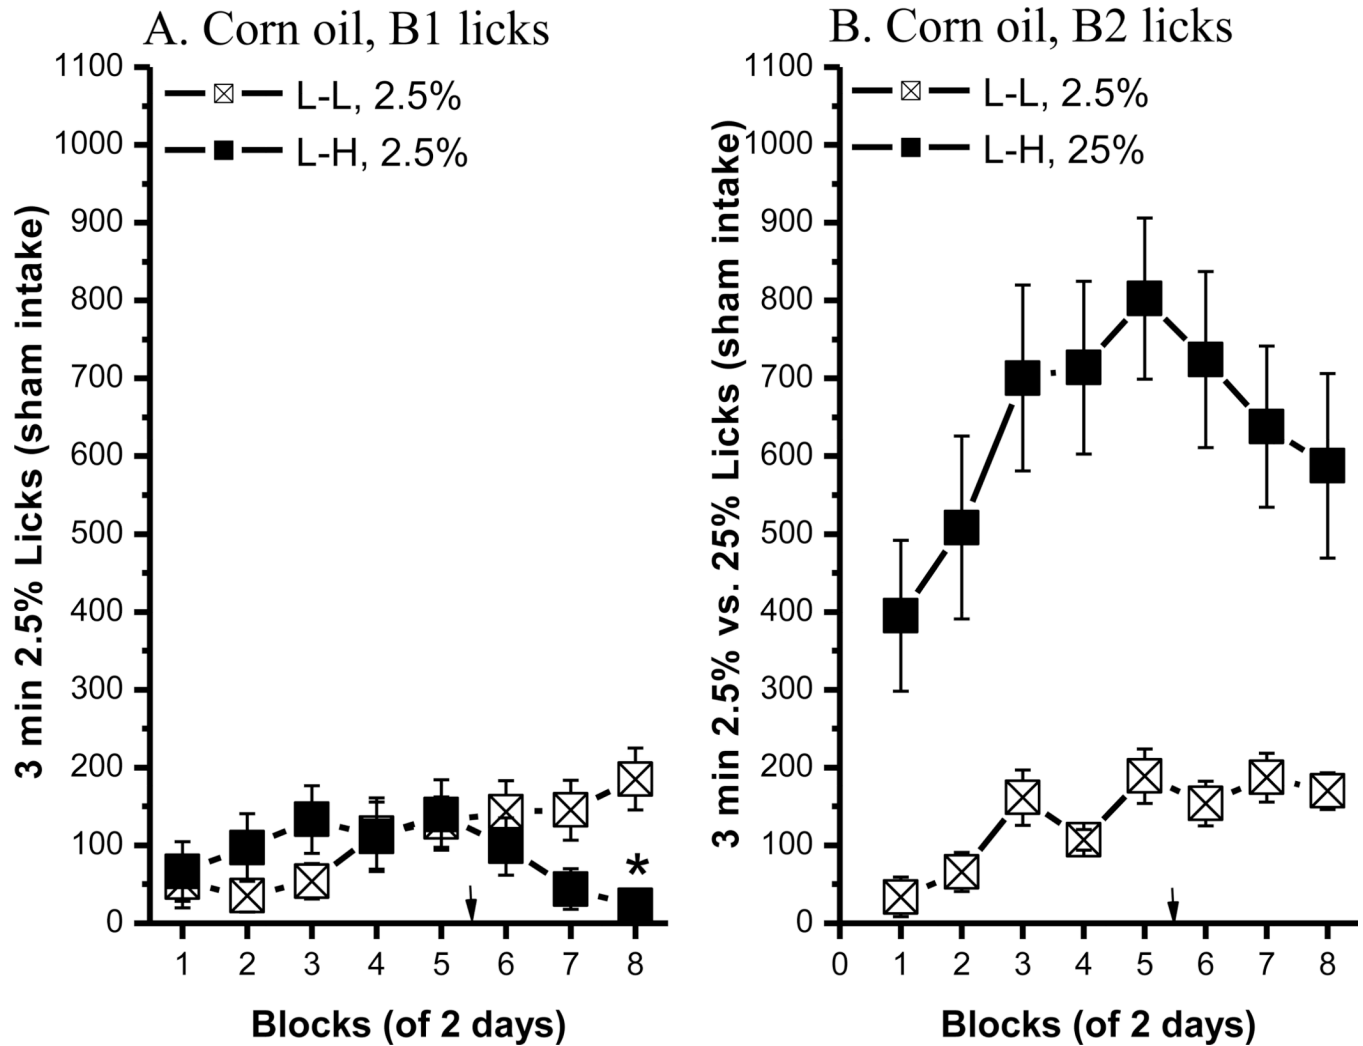 A. Corn oil, B1 licks
L-L, 2.5%
L-H, 2.5%
3 min 2.5% Licks (sham intake)
1100
1000
900
800
700
600
500
400
300
200
100
0
*
1 2 3 4 5 6 7 8
Blocks (of 2 days)
B. Corn oil, B2 licks
L-L, 2.5%
L-H, 25%
3 min 2.5% vs. 25% Licks (sham intake)
1100
1000
900
800
700
600
500
400
300
200
100
0
0 1 2 3 4 5 6 7 8
Blocks (of 2 days)